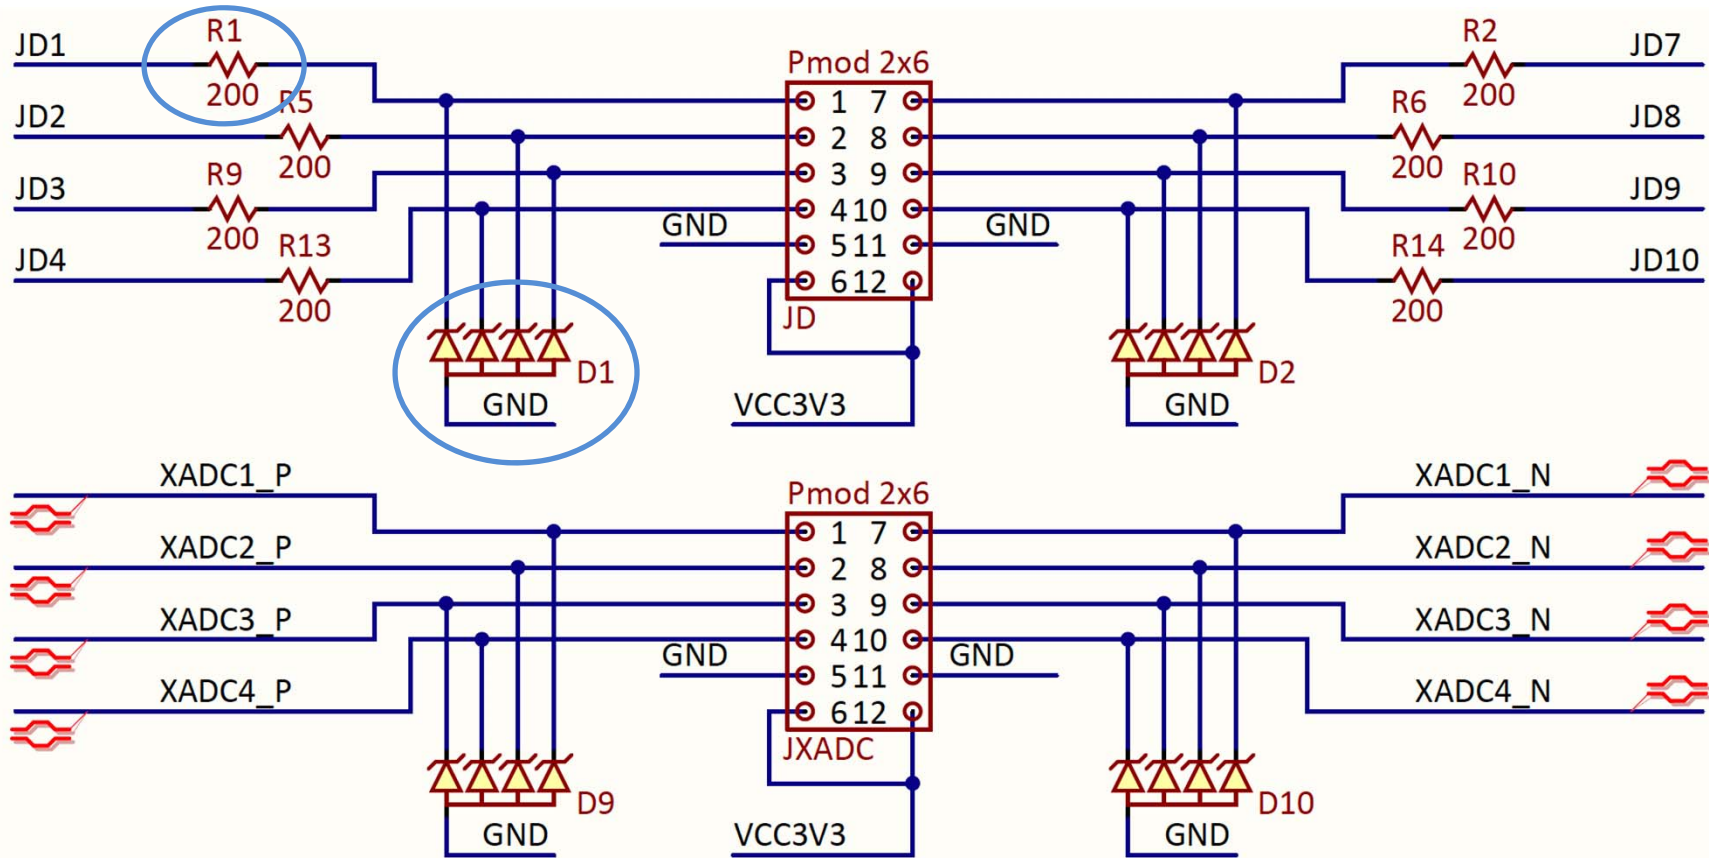 JD1
R1
200
JD2
R5
200
JD3
R9
200
JD4
R13
200
Pmod 2x6
1 7
2 8
3 9
4 10
5 11
6 12
GND
GND
JD
VCC3V3
D1
GND
R2
200
JD7
R6
200
JD8
R10
200
JD9
R14
200
JD10
D2
GND
XADC1_P
XADC2_P
XADC3_P
XADC4_P
Pmod 2x6
1 7
2 8
3 9
4 10
5 11
6 12
GND
GND
JXADC
VCC3V3
D9
GND
XADC1_N
XADC2_N
XADC3_N
XADC4_N
D10
GND